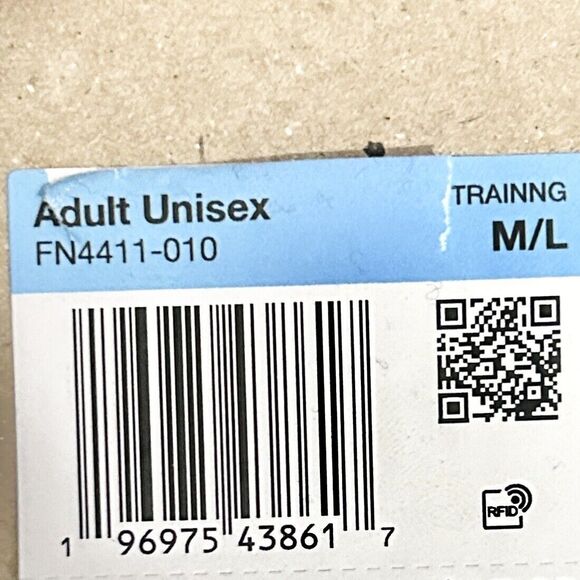 Adult Unisex
FN4411-010
TRAINNG
M/L
1 96975 43861 7
RFID